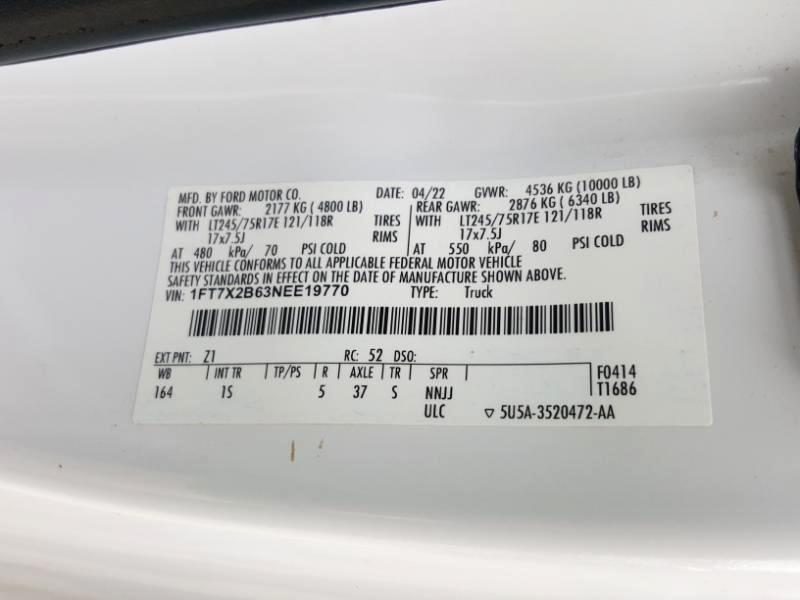 MFD. BY FORD MOTOR CO. DATE: 04/22 GVWR: 4536 KG (10000 LB)
FRONT GAWR: 2177 KG ( 4800 LB) REAR GAWR: 2876 KG ( 6340 LB)
WITH LT245/75R17E 121/118R TIRES WITH LT245/75R17E 121/118R TIRES
17x7.5J RIMS 17x7.5J RIMS
AT 480 kPa/ 70 PSI COLD AT 550 kPa/ 80 PSI COLD
THIS VEHICLE CONFORMS TO ALL APPLICABLE FEDERAL MOTOR VEHICLE
SAFETY STANDARDS IN EFFECT ON THE DATE OF MANUFACTURE SHOWN ABOVE.
VIN: 1FT7X2B63NEE19770 TYPE: Truck
EXT PNT: Z1 RC: 52 DSO:
WB INT TR TP/PS R AXLE TR SPR F0414
164 1S 5 37 S NNJJ T1686
ULC ▽ 5U5A-3520472-AA